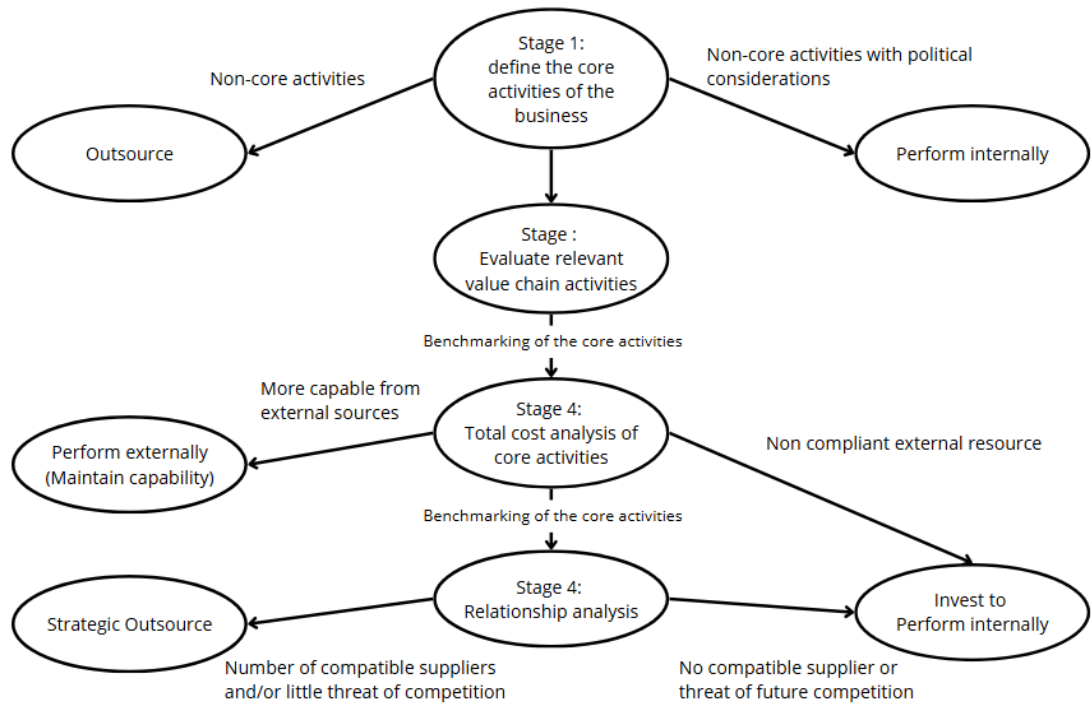 Stage 1:
define the core
activities of the
business
Non-core activities
Non-core activities with political
considerations
Outsource
Perform internally
Stage :
Evaluate relevant
value chain activities
Benchmarking of the core activities
More capable from
external sources
Stage 4:
Total cost analysis of
core activities
Non compliant external resource
Perform externally
(Maintain capability)
Benchmarking of the core activities
Stage 4:
Relationship analysis
Strategic Outsource
Invest to
Perform internally
Number of compatible suppliers
and/or little threat of competition
No compatible supplier or
threat of future competition